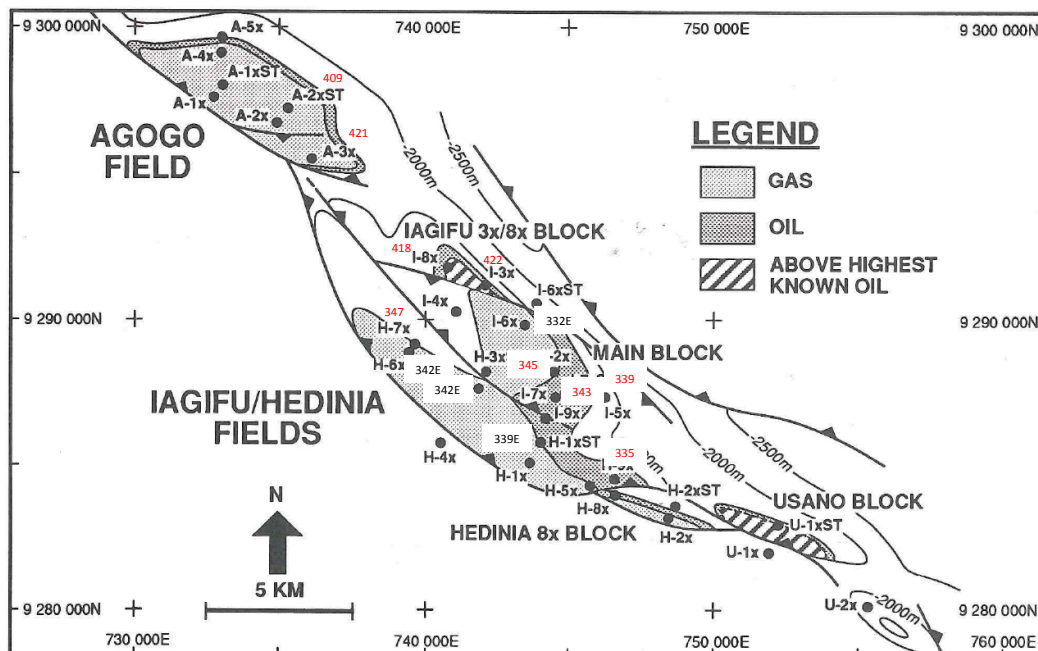 9 300 000N
740 000E
750 000E
9 300 000N
A-5x
A-4x
A-1xST
A-1x
A-2xST
A-2x
A-3x
409
421
AGOGO
FIELD
-2000m
-2500m
LEGEND
GAS
OIL
ABOVE HIGHEST
KNOWN OIL
IAGIFU 3x/8x BLOCK
418
I-8x
422
I-3x
I-6xST
I-4x
I-6x
332E
9 290 000N
9 290 000N
347
H-7x
H-6x
342E
342E
H-3x
345
-2x
MAIN BLOCK
339
343
I-7x
I-5x
I-9x
IAGIFU/HEDINIA
FIELDS
339E
H-1xST
335
H-4x
H-1x
H-5x
H-8x
H-2xST
H-2x
-2000m
-2500m
USANO BLOCK
U-1xST
U-1x
HEDINIA 8x BLOCK
N
5 KM
U-2x
-2000m
9 280 000N
9 280 000N
730 000E
740 000E
750 000E
760 000E